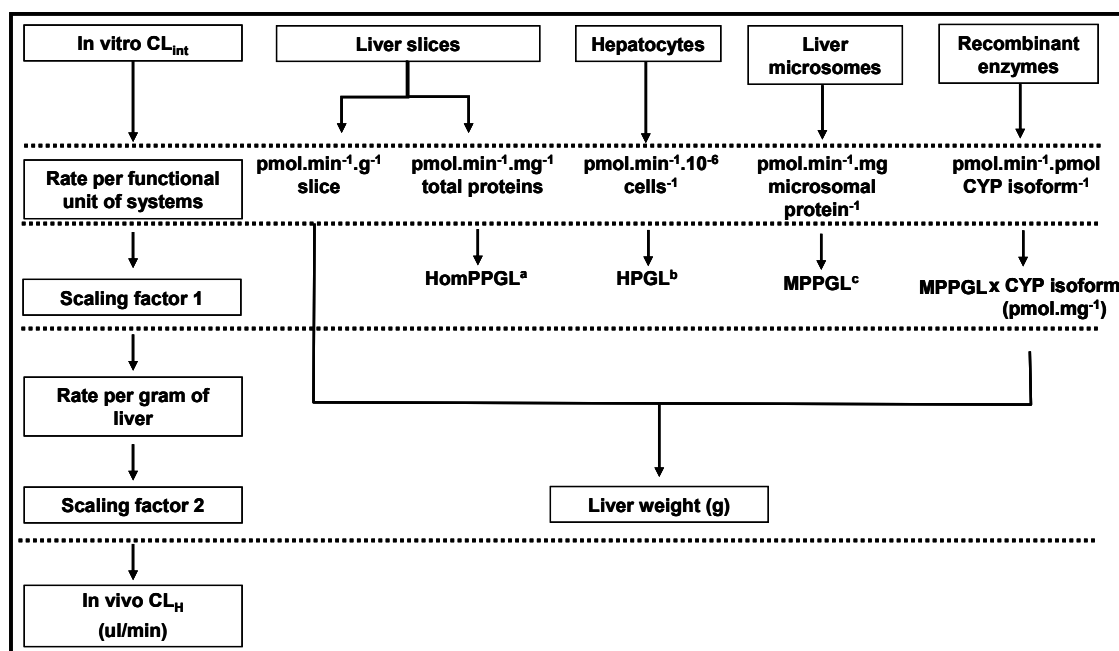 In vitro CLint
Liver slices
Hepatocytes
Liver
microsomes
Recombinant
enzymes
Rate per functional
unit of systems
pmol.min⁻¹.g⁻¹
slice
pmol.min⁻¹.mg⁻¹
total proteins
pmol.min⁻¹.10⁻⁶
cells⁻¹
pmol.min⁻¹.mg
microsomal
protein⁻¹
pmol.min⁻¹.pmol
CYP isoform⁻¹
Scaling factor 1
HomPPGLᵃ
HPGLᵇ
MPPGLᶜ
MPPGL x CYP isoform
(pmol.mg⁻¹)
Rate per gram of
liver
Scaling factor 2
Liver weight (g)
In vivo CLH
(ul/min)